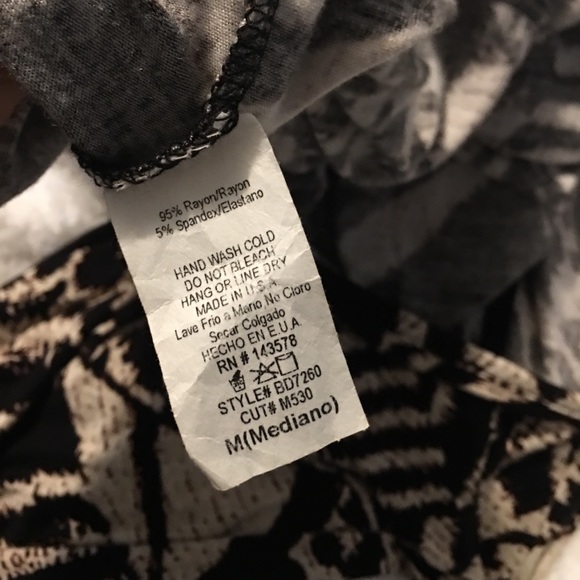 95% Rayon/Rayon
5% Spandex/Elastano
HAND WASH COLD
DO NOT BLEACH
HANG OR LINE DRY
MADE IN U.S.A
Lave Frio a Mano No Cloro
Secar Colgado
HECHO EN E.U.A.
RN # 143578
STYLE# BD7260
CUT# M530
M(Mediano)